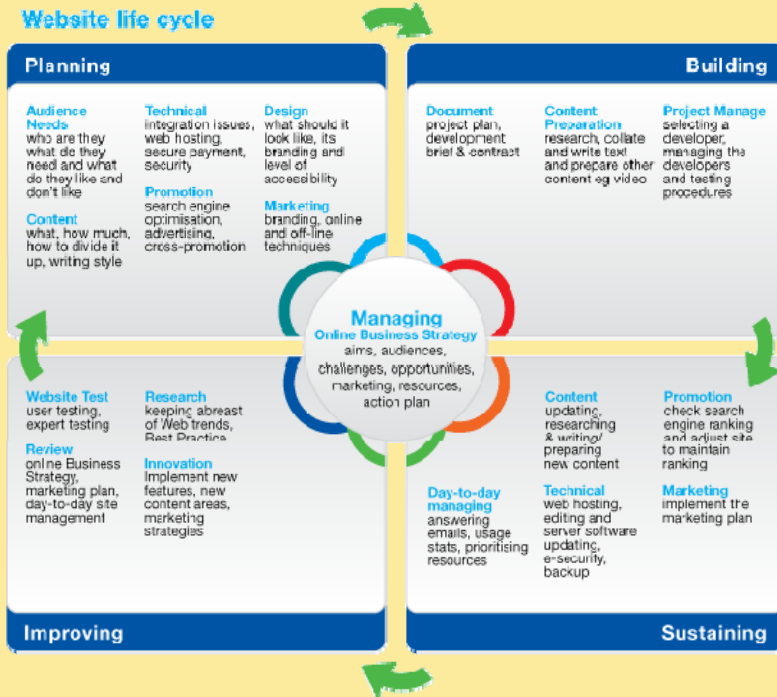 Website life cycle
Planning
Audience
Needs
who are they
what do they
need and what
do they like and
don't like
Content
what, how much,
how to divide it
up, writing style
Technical
integration issues,
web hosting,
secure payment,
security
Promotion
search engine
optimisation,
advertising,
cross-promotion
Design
what should it
look like, its
branding and
level of
accessibility
Marketing
branding, online
and off-line
techniques
Building
Document
project plan,
development
brief & contract
Content
Preparation
research, collate
and write text
and prepare other
content eg video
Project Manage
selecting a
developer,
managing the
developers
and testing
procedures
Managing
Online Business Strategy
aims, audiences,
challenges, opportunities,
marketing, resources,
action plan
Website Test
user testing,
expert testing
Review
online Business
Strategy,
marketing plan,
day-to-day site
management
Research
keeping abreast
of Web trends,
Best Practice
Innovation
Implement new
features, new
content areas,
marketing
strategies
Improving
Day-to-day
managing
answering
emails, usage
stats, prioritising
resources
Content
updating,
researching
& writing/
preparing
new content
Technical
web hosting,
editing and
server software
updating,
e-security,
backup
Promotion
check search
engine ranking
and adjust site
to maintain
ranking
Marketing
implement the
marketing plan
Sustaining